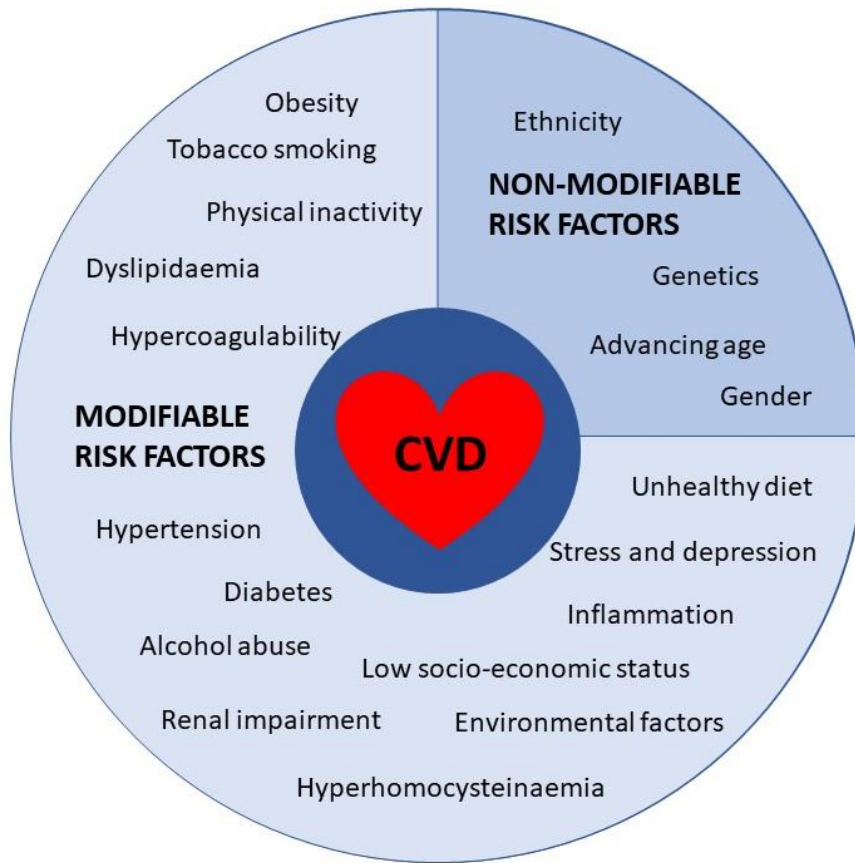 Obesity
Ethnicity
Tobacco smoking
NON-MODIFIABLE
RISK FACTORS
Physical inactivity
Dyslipidaemia
Genetics
Hypercoagulability
Advancing age
Gender
MODIFIABLE
RISK FACTORS
CVD
Unhealthy diet
Hypertension
Stress and depression
Diabetes
Inflammation
Alcohol abuse
Low socio-economic status
Renal impairment
Environmental factors
Hyperhomocysteinaemia